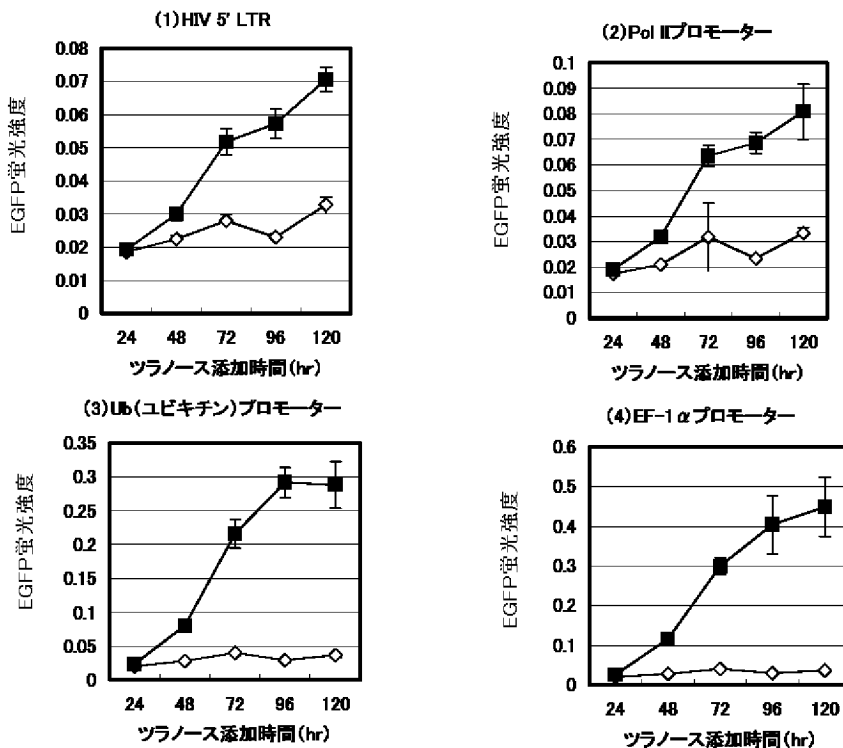 (1)HIV 5' LTR
EGFP蛍光強度
0.08
0.07
0.06
0.05
0.04
0.03
0.02
0.01
0
24 48 72 96 120
ツラノース添加時間(hr)
(2)Pol IIプロモーター
EGFP蛍光強度
0.1
0.09
0.08
0.07
0.06
0.05
0.04
0.03
0.02
0.01
0
24 48 72 96 120
ツラノース添加時間(hr)
(3)Ub(ユビキチン)プロモーター
EGFP蛍光強度
0.35
0.3
0.25
0.2
0.15
0.1
0.05
0
24 48 72 96 120
ツラノース添加時間(hr)
(4)EF-1αプロモーター
EGFP蛍光強度
0.6
0.5
0.4
0.3
0.2
0.1
0
24 48 72 96 120
ツラノース添加時間(hr)